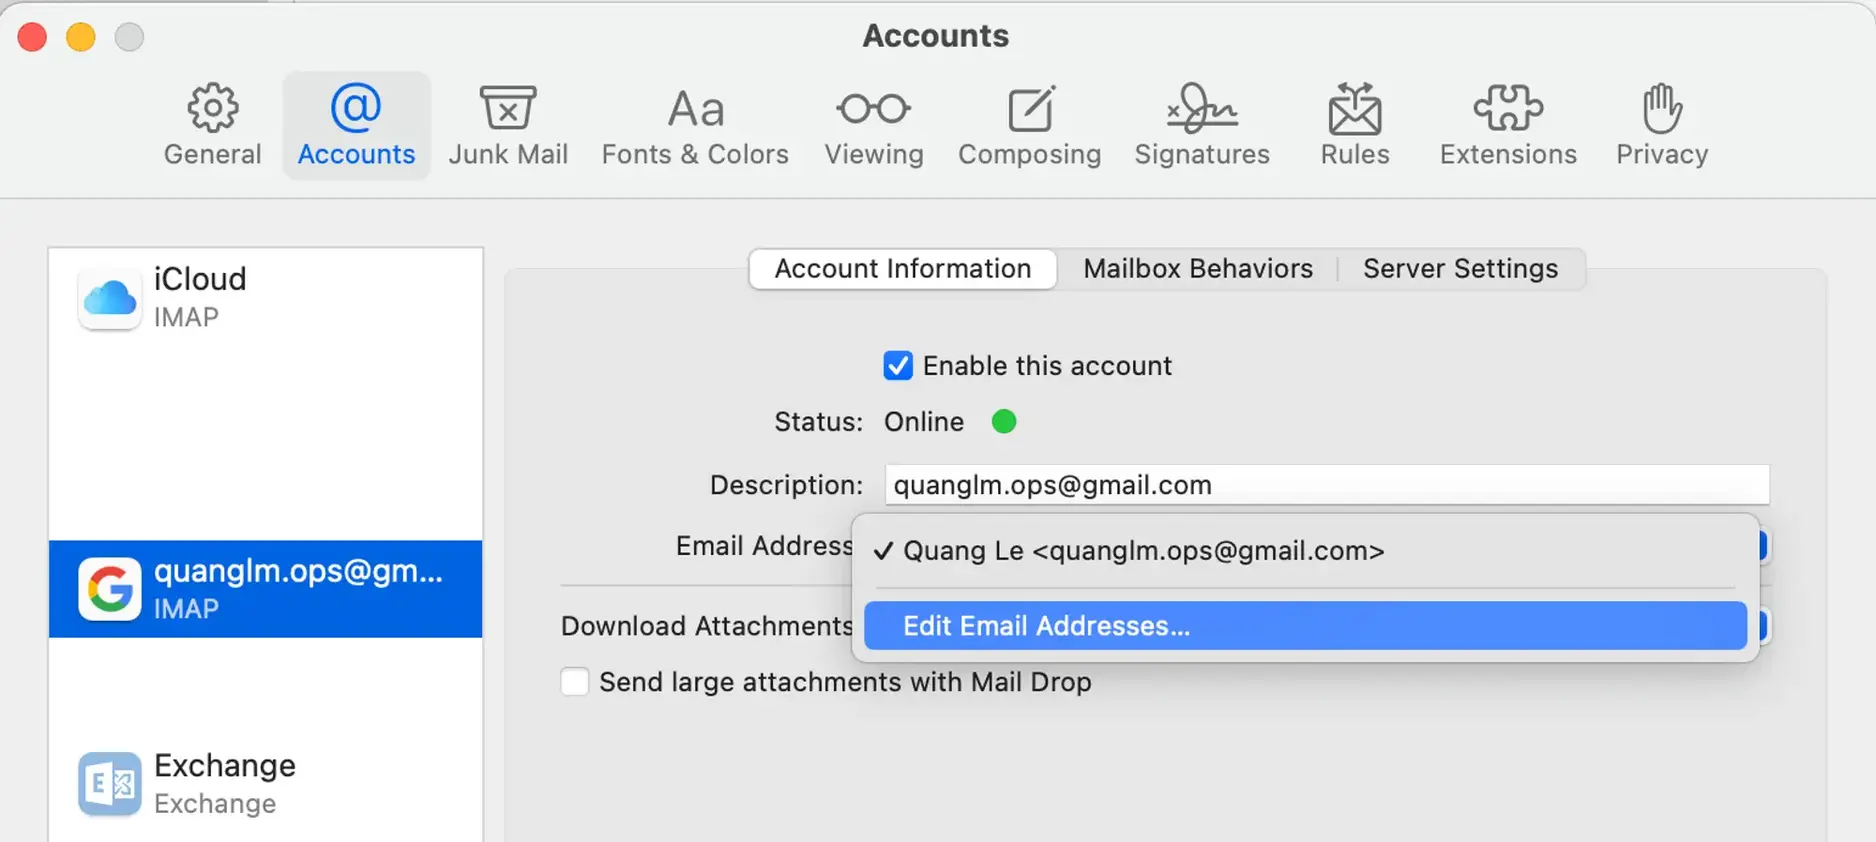 Accounts
General
Accounts
Junk Mail
Fonts & Colors
Viewing
Composing
Signatures
Rules
Extensions
Privacy
iCloud
IMAP
quanglm.ops@gm...
IMAP
Exchange
Exchange
Account Information
Mailbox Behaviors
Server Settings
Enable this account
Status: Online
Description: quanglm.ops@gmail.com
Email Address
Quang Le <quanglm.ops@gmail.com>
Edit Email Addresses...
Download Attachments
Send large attachments with Mail Drop